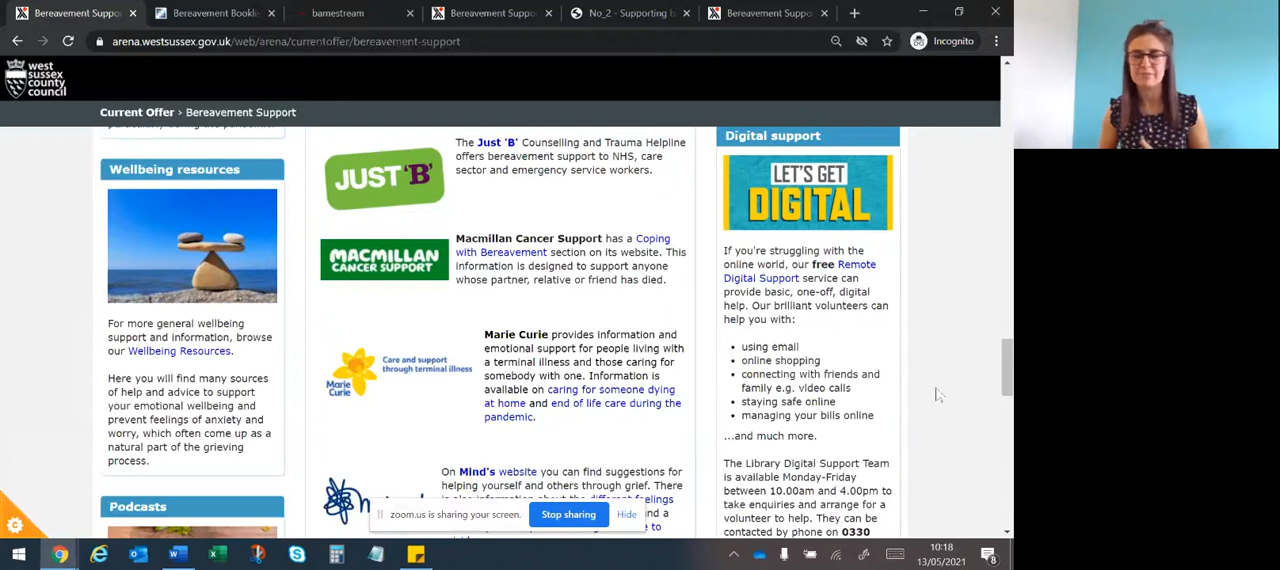 Bereavement Suppo
Bereavement Bookle
bamestream
Bereavement Suppo
No_2 - Supporting b
Bereavement Suppo
arena.westsussex.gov.uk/web/arena/currentoffer/bereavement-support
Incognito
west
sussex
county
council
Current Offer › Bereavement Support
Wellbeing resources
For more general wellbeing
support and information, browse
our Wellbeing Resources.
Here you will find many sources
of help and advice to support
your emotional wellbeing and
prevent feelings of anxiety and
worry, which often come up as a
natural part of the grieving
process.
Podcasts
JUST 'B'
The Just 'B' Counselling and Trauma Helpline
offers bereavement support to NHS, care
sector and emergency service workers.
MACMILLAN
CANCER SUPPORT
Macmillan Cancer Support has a Coping
with Bereavement section on its website. This
information is designed to support anyone
whose partner, relative or friend has died.
Marie
Curie
Care and support
through terminal illness
Marie Curie provides information and
emotional support for people living with
a terminal illness and those caring for
somebody with one. Information is
available on caring for someone dying
at home and end of life care during the
pandemic.
On Mind's website you can find suggestions for
helping yourself and others through grief. There
different feelings
zoom.us is sharing your screen.
Stop sharing
Hide
Digital support
LET'S GET
DIGITAL
If you're struggling with the
online world, our free Remote
Digital Support service can
provide basic, one-off, digital
help. Our brilliant volunteers can
help you with:
• using email
• online shopping
• connecting with friends and
family e.g. video calls
• staying safe online
• managing your bills online
...and much more.
The Library Digital Support Team
is available Monday-Friday
between 10.00am and 4.00pm to
take enquiries and arrange for a
volunteer to help. They can be
contacted by phone on 0330
10:18
13/05/2021
8